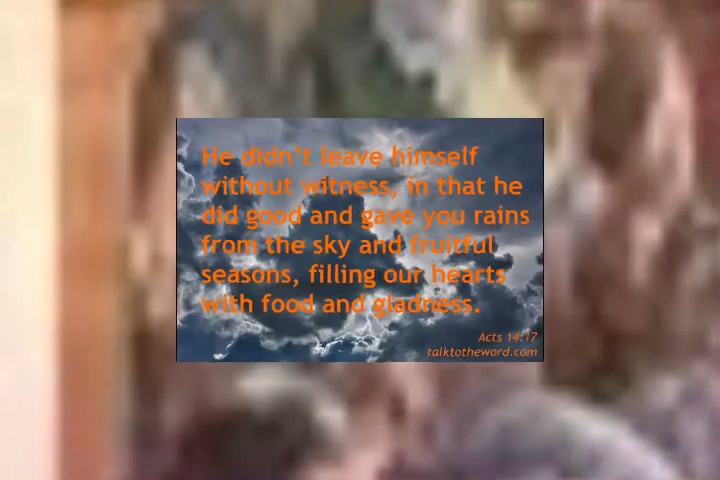 He didn't leave himself
without witness, in that he
did good and gave you rains
from the sky and fruitful
seasons, filling our hearts
with food and gladness.
Acts 14:17
talktotheword.com